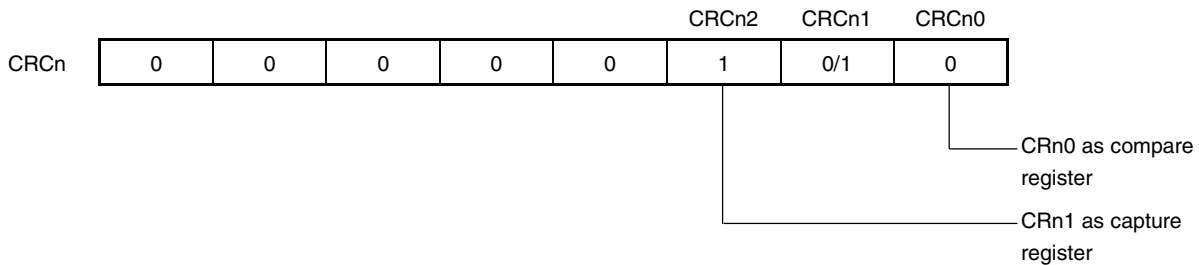 CRCn2 CRCn1 CRCn0
CRCn 0 0 0 0 0 1 0/1 0
CRn0 as compare
register
CRn1 as capture
register